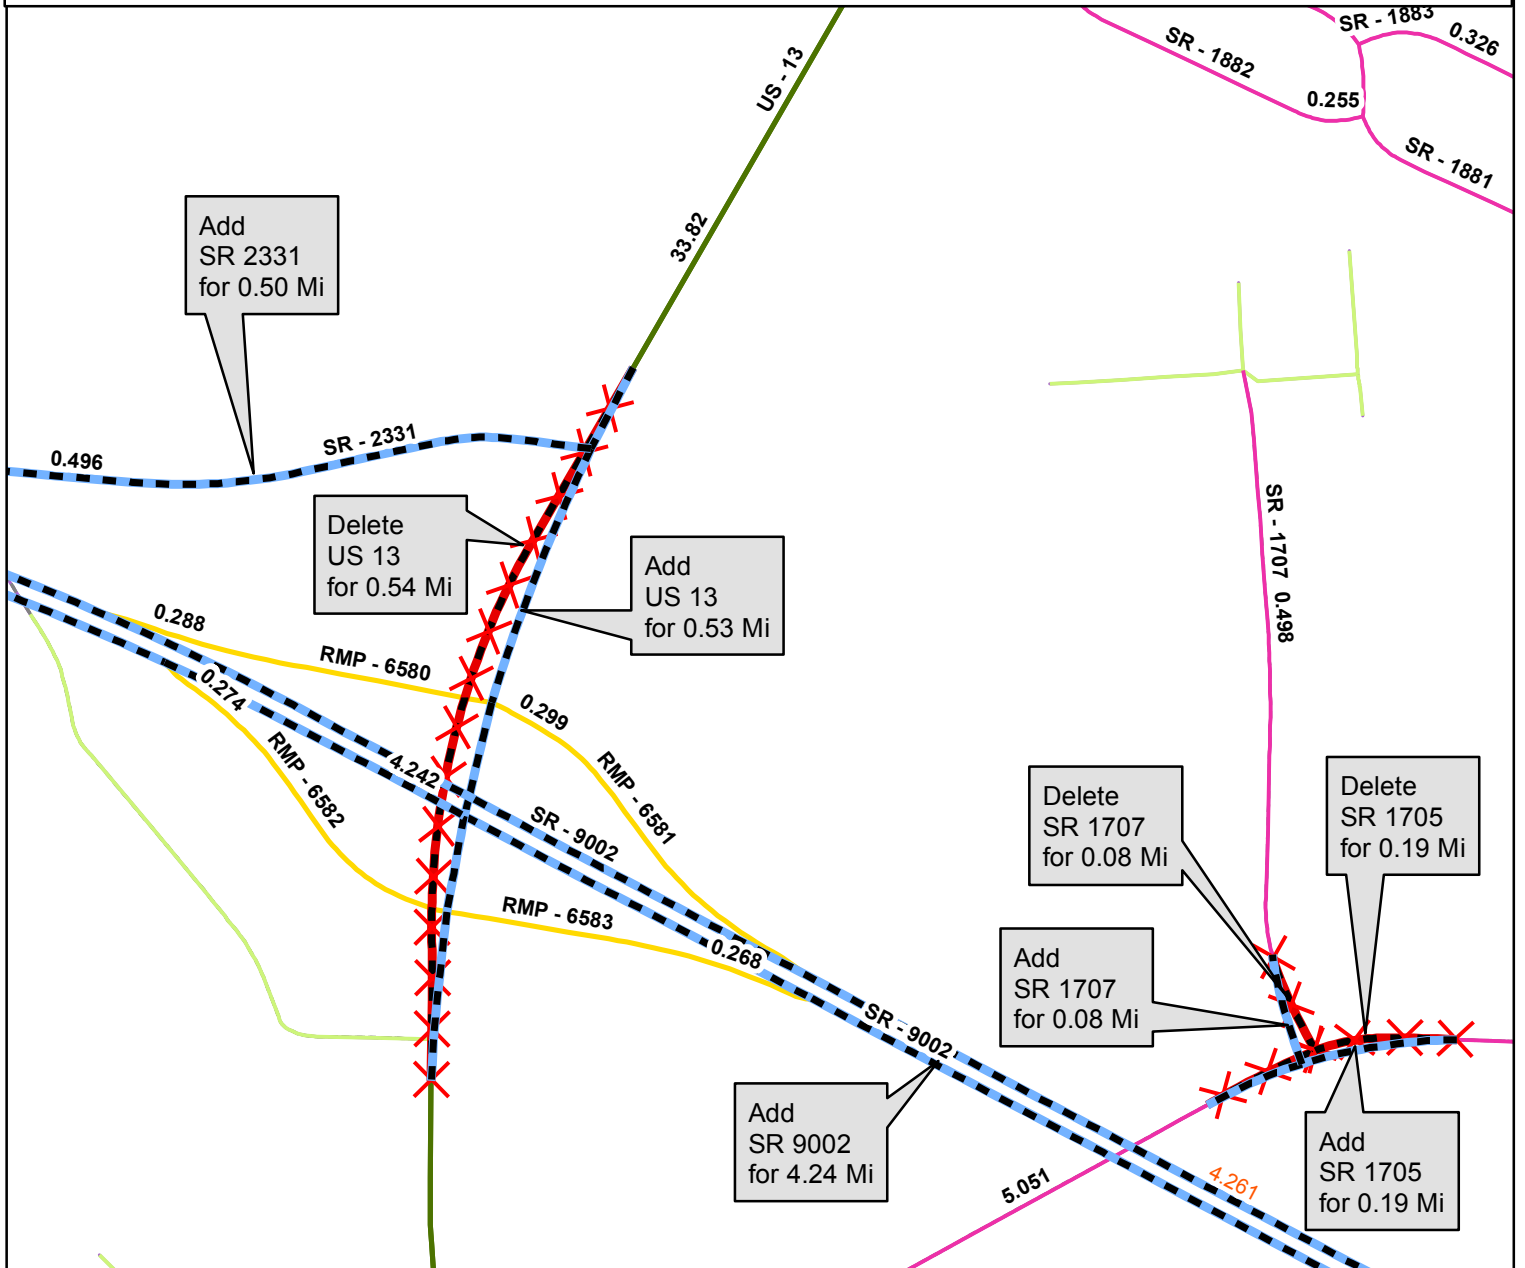 SR - 1883
0.326
SR - 1882
0.255
SR - 1881
US - 13
33.82
Add
SR 2331
for 0.50 Mi
SR - 2331
0.496
Delete
US 13
for 0.54 Mi
Add
US 13
for 0.53 Mi
SR - 1707 0.498
0.288
RMP - 6580
0.274
0.299
RMP - 6582
4.242
RMP - 6581
SR - 9002
RMP - 6583
0.268
Delete
SR 1707
for 0.08 Mi
Delete
SR 1705
for 0.19 Mi
Add
SR 1707
for 0.08 Mi
SR - 9002
Add
SR 9002
for 4.24 Mi
Add
SR 1705
for 0.19 Mi
5.051
4.261